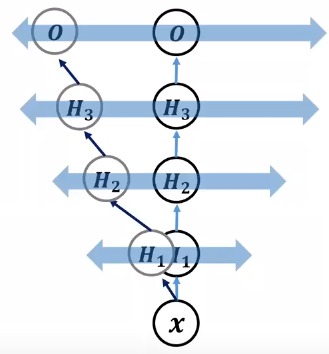 O O
H₃ H₃
H₂ H₂
H₁ I₁
x